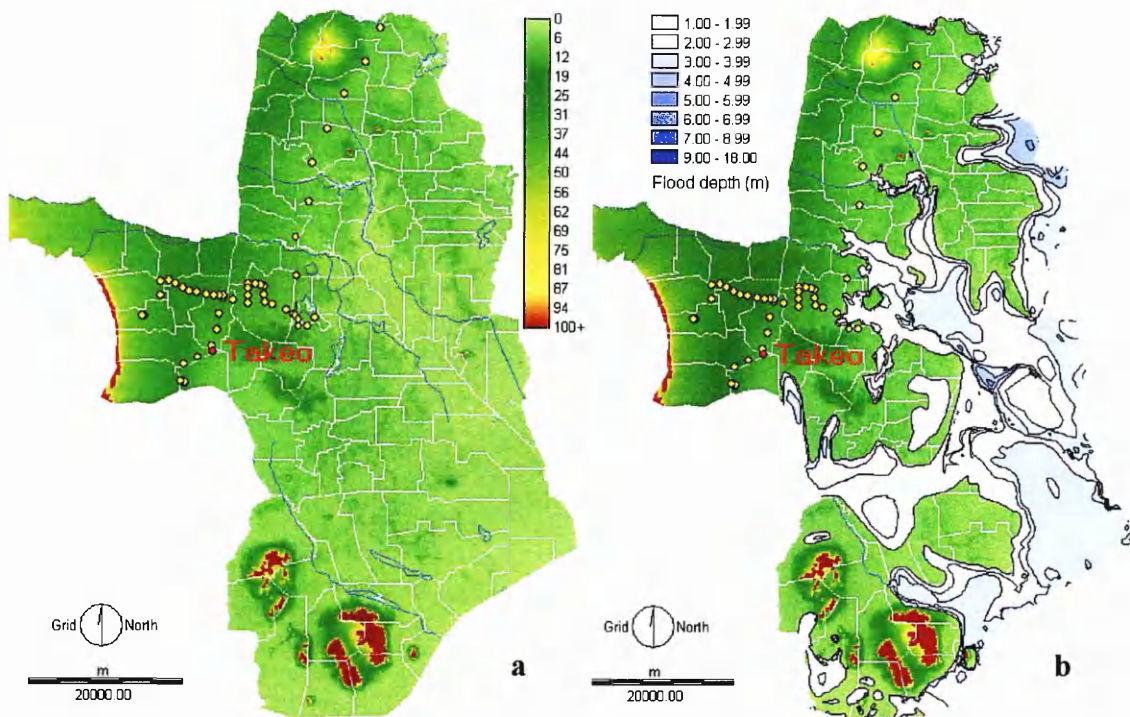 0
6
12
19
25
31
37
44
50
56
62
69
75
81
87
94
100+
Takeo
Grid North
m
20000.00
a
1.00 - 1.99
2.00 - 2.99
3.00 - 3.99
4.00 - 4.99
5.00 - 5.99
6.00 - 6.99
7.00 - 8.99
9.00 - 18.00
Flood depth (m)
Takeo
Grid North
m
20000.00
b